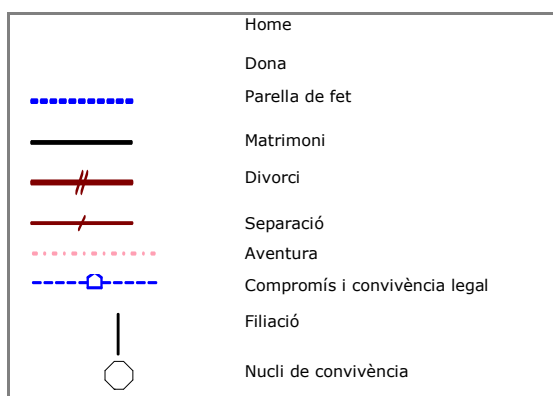 Home
Dona
Parella de fet
Matrimoni
Divorci
Separació
Aventura
Compromís i convivència legal
Filiació
Nucli de convivència